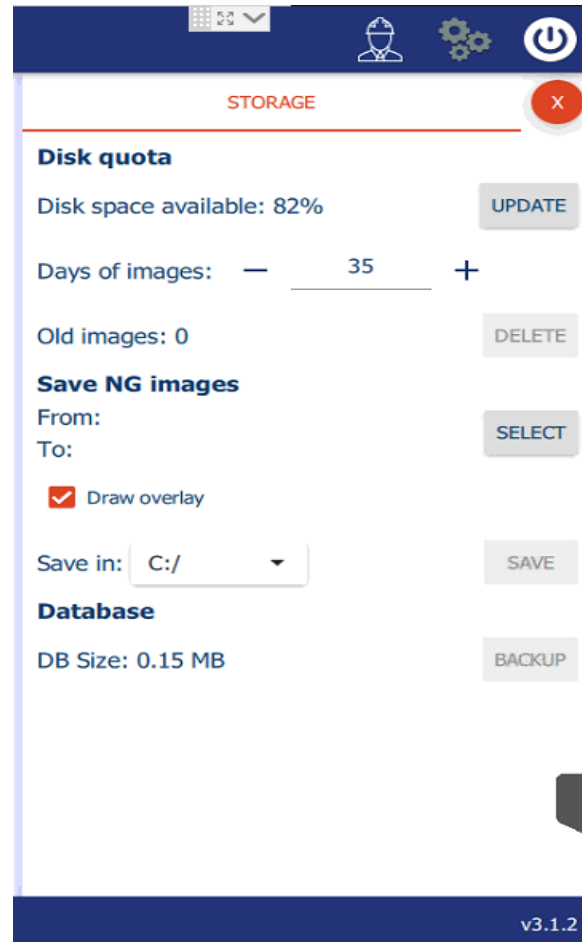 STORAGE
X
Disk quota
Disk space available: 82%
UPDATE
Days of images: — 35 +
Old images: 0
DELETE
Save NG images
From:
To:
SELECT
Draw overlay
Save in: C:/
SAVE
Database
DB Size: 0.15 MB
BACKUP
v3.1.2